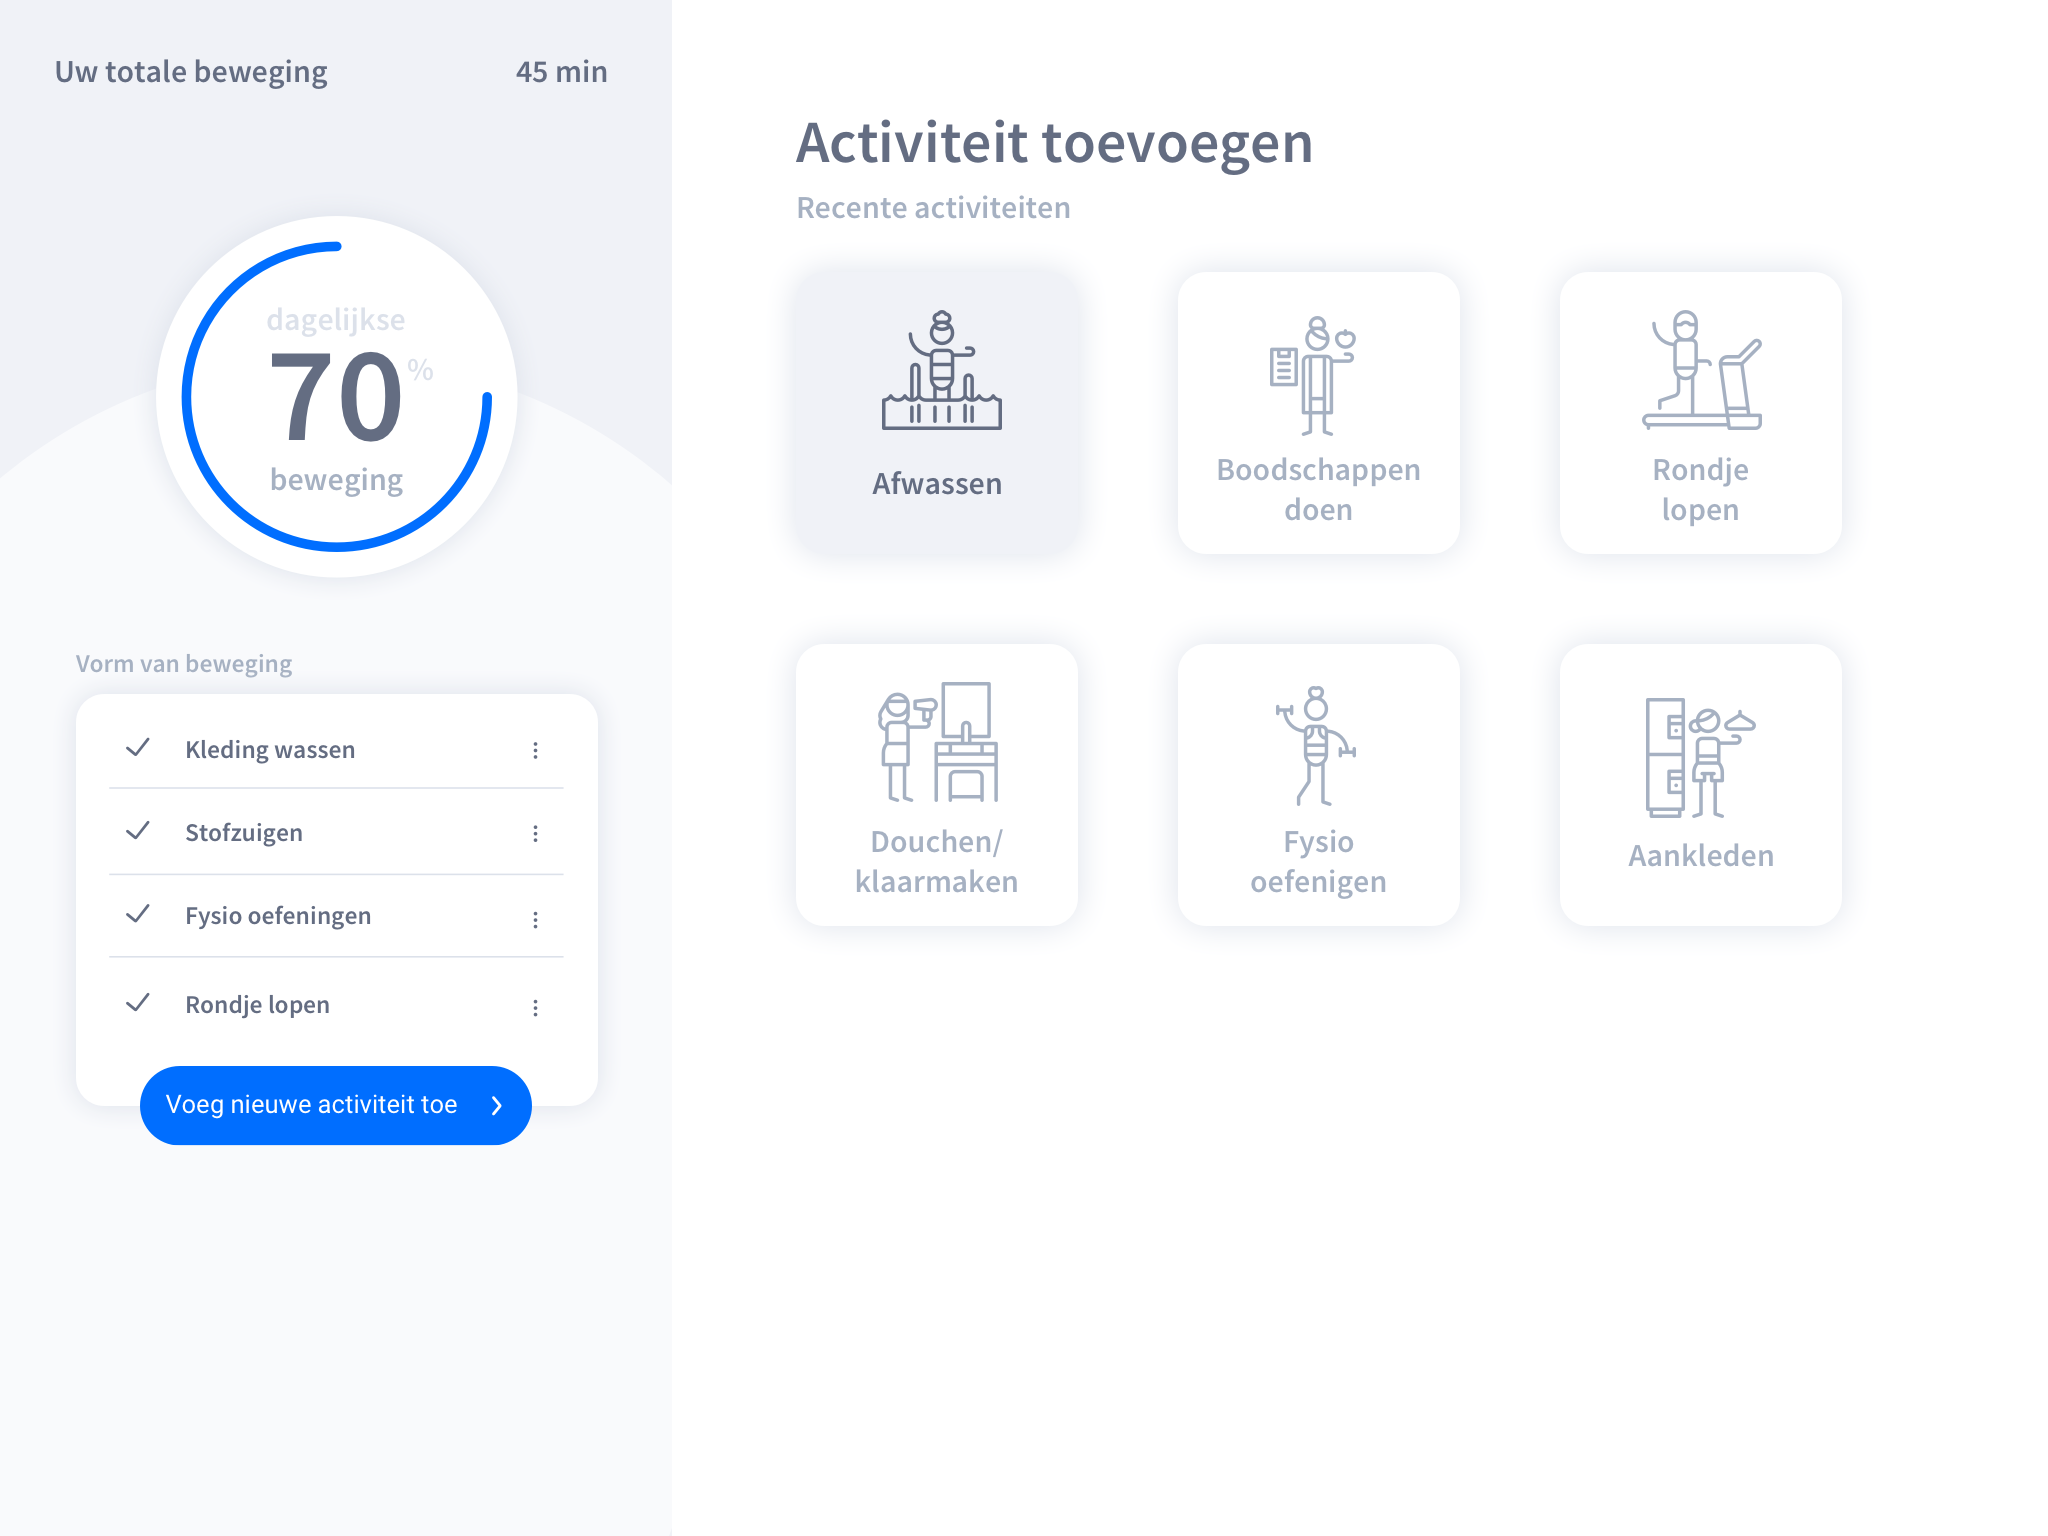 Uw totale beweging
45 min
dagelijkse
70 %
beweging
Vorm van beweging
Kleding wassen
Stofzuigen
Fysio oefeningen
Rondje lopen
Voeg nieuwe activiteit toe
Activiteit toevoegen
Recente activiteiten
Afwassen
Boodschappen
doen
Rondje
lopen
Douchen/
klaarmaken
Fysio
oefenigen
Aankleden